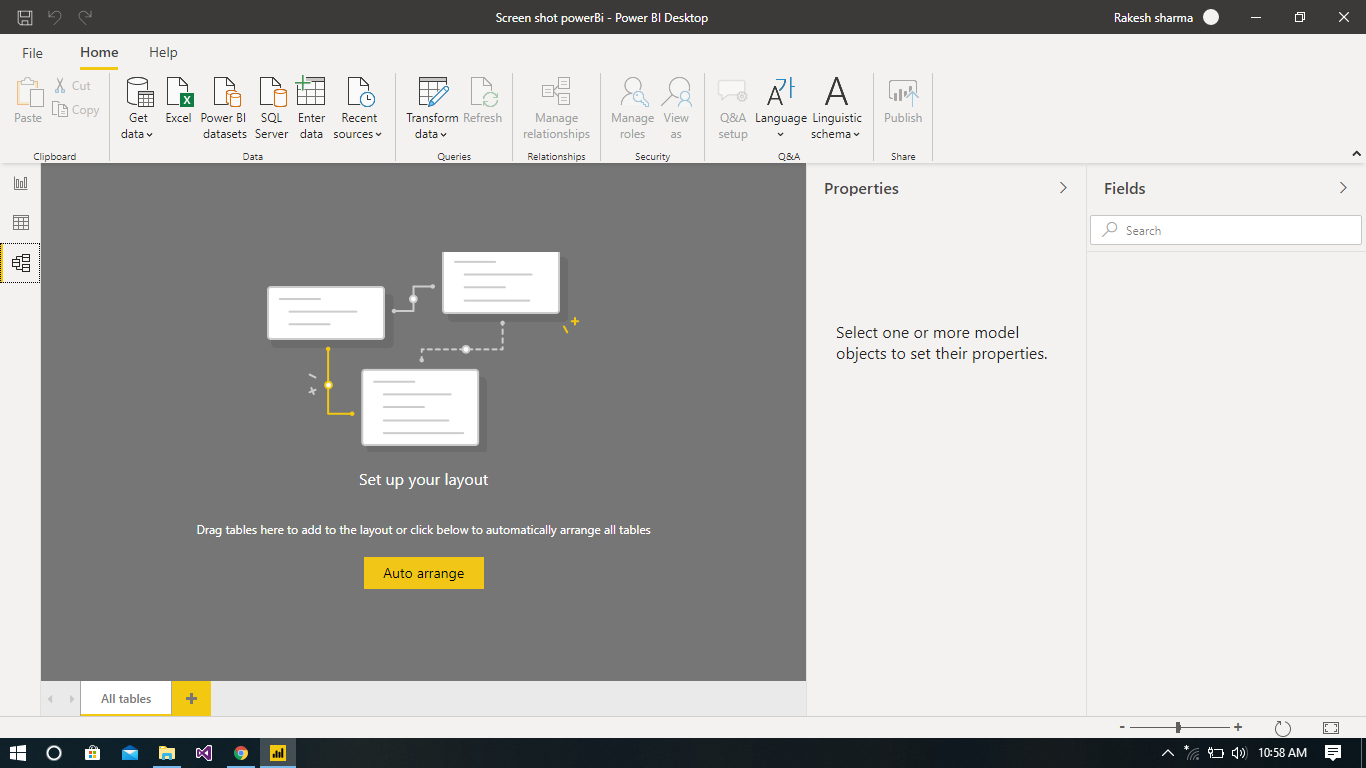 Screen shot powerBi - Power BI Desktop
Rakesh sharma
File
Home
Help
Paste
Cut
Copy
Clipboard
Get
data
Excel
Power BI
datasets
SQL
Server
Enter
data
Recent
sources
Data
Transform
data
Refresh
Queries
Manage
relationships
Relationships
Manage
roles
View
as
Security
Q&A
setup
Language
Linguistic
schema
Q&A
Publish
Share
Set up your layout
Drag tables here to add to the layout or click below to automatically arrange all tables
Auto arrange
Properties
Select one or more model
objects to set their properties.
Fields
Search
All tables
+
- +
10:58 AM